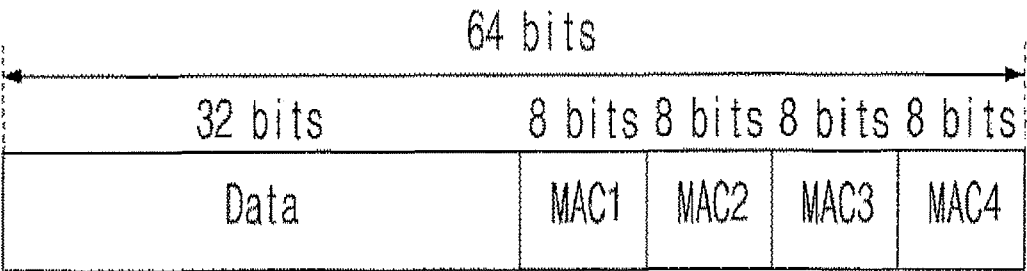 64 bits
32 bits 8 bits 8 bits 8 bits 8 bits
Data MAC1 MAC2 MAC3 MAC4